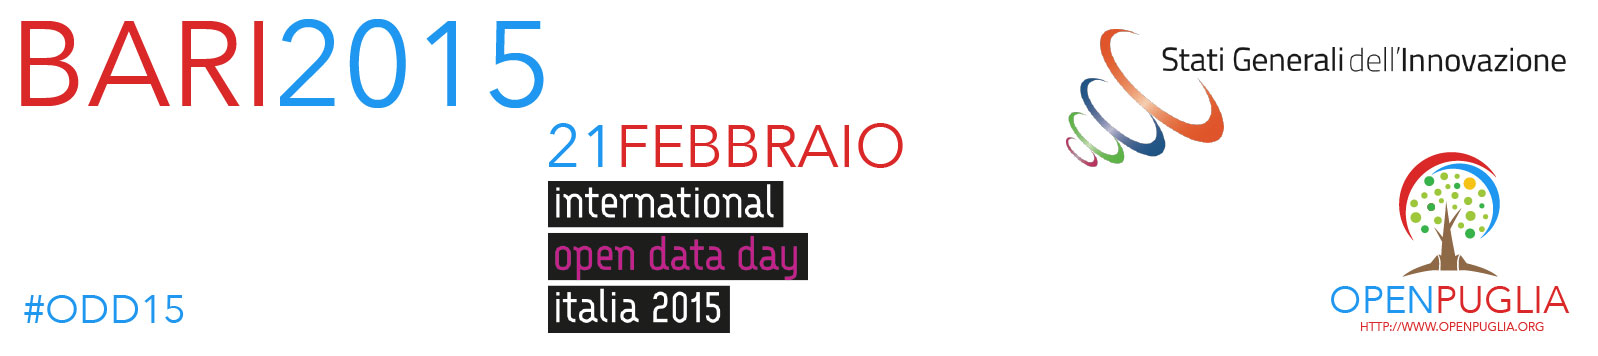 BARI2015
21FEBBRAIO
international
open data day
italia 2015
#ODD15
Stati Generali dell'Innovazione
OPENPUGLIA
HTTP://WWW.OPENPUGLIA.ORG